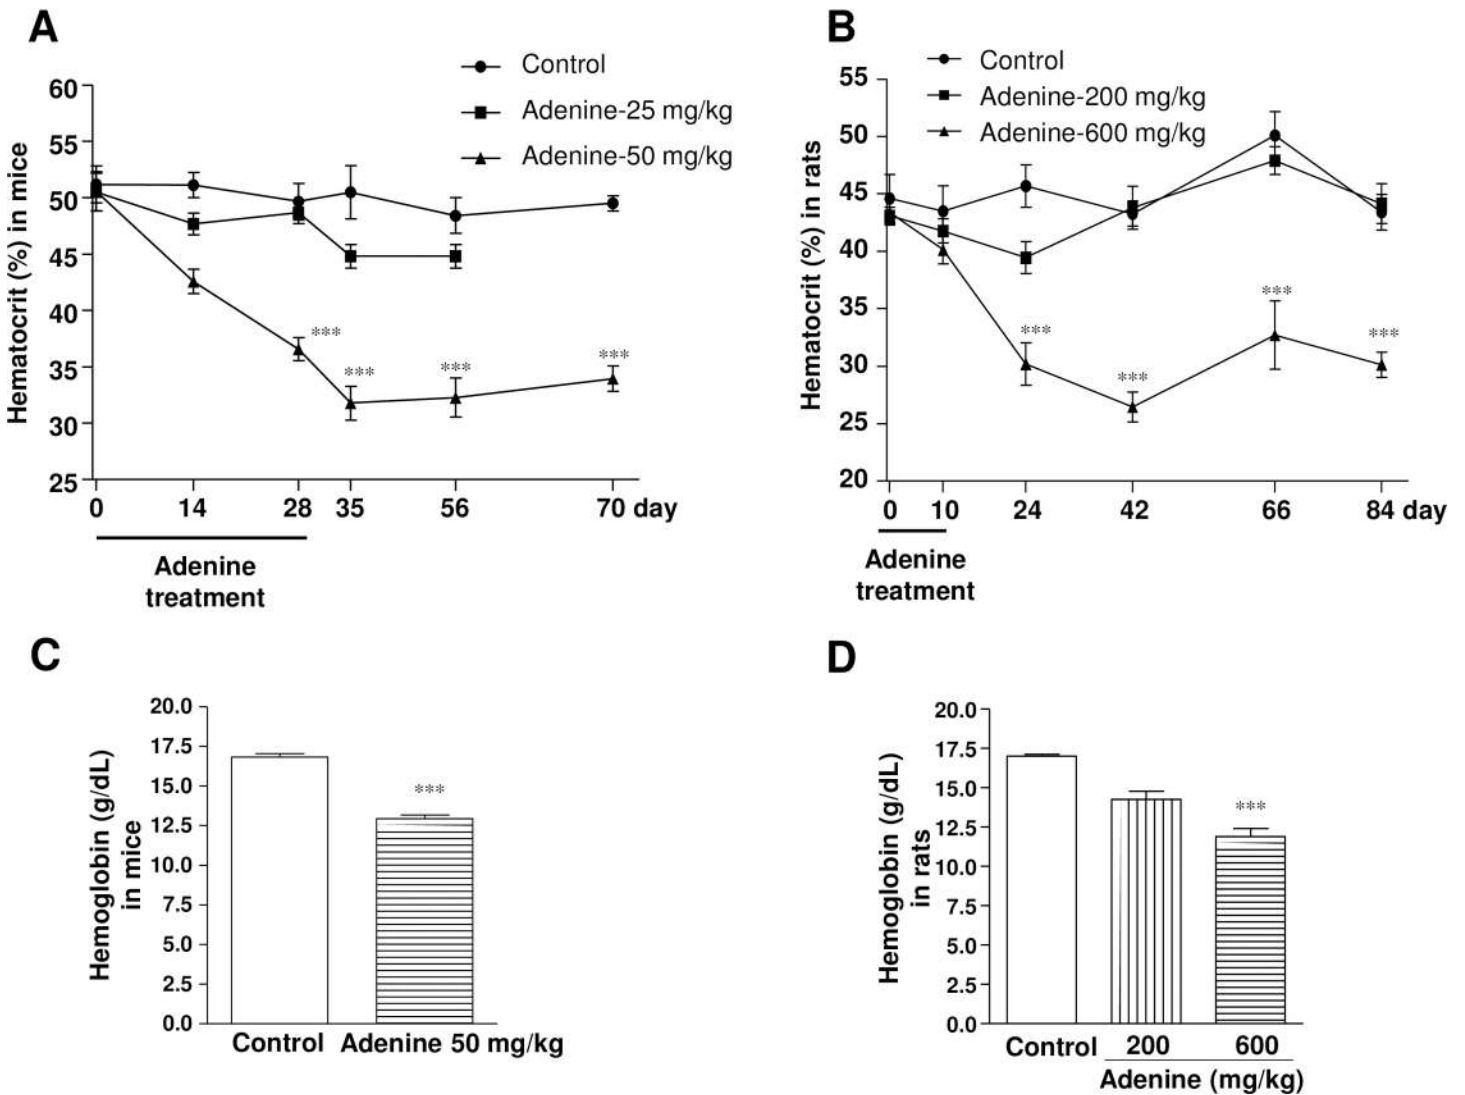 A
Control
Adenine-25 mg/kg
Adenine-50 mg/kg
Hematocrit (%) in mice
60
55
50
45
40
35
30
25
***
***
***
***
0 14 28 35 56 70 day
Adenine
treatment
B
Control
Adenine-200 mg/kg
Adenine-600 mg/kg
Hematocrit (%) in rats
55
50
45
40
35
30
25
20
***
***
***
***
0 10 24 42 66 84 day
Adenine
treatment
C
Hemoglobin (g/dL)
in mice
20.0
17.5
15.0
12.5
10.0
7.5
5.0
2.5
0.0
***
Control Adenine 50 mg/kg
D
Hemoglobin (g/dL)
in rats
20.0
17.5
15.0
12.5
10.0
7.5
5.0
2.5
0.0
***
Control 200 600
Adenine (mg/kg)